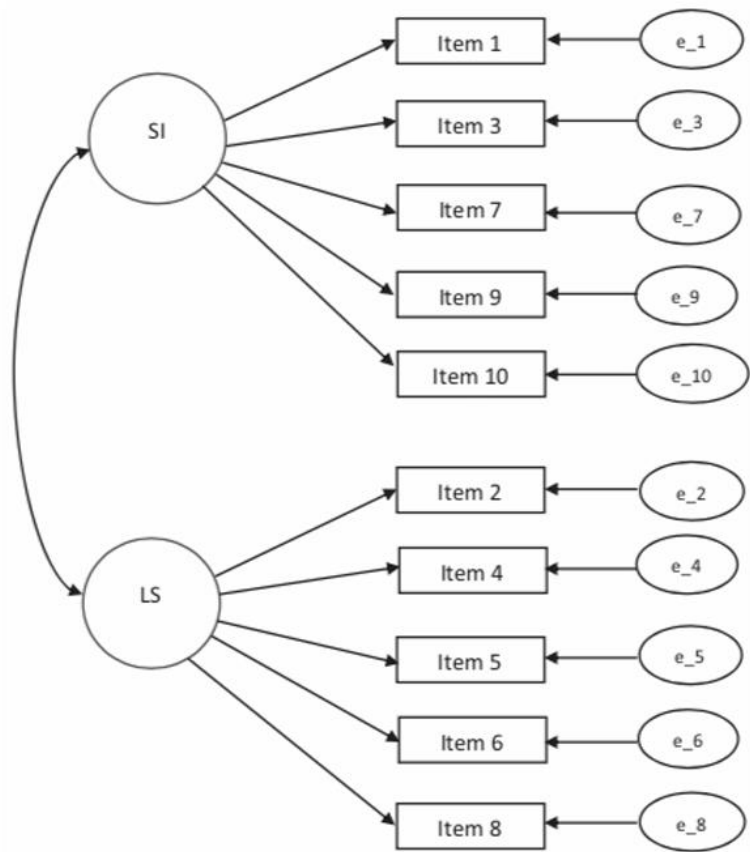 Item 1
e_1
SI
Item 3
e_3
Item 7
e_7
Item 9
e_9
Item 10
e_10
Item 2
e_2
LS
Item 4
e_4
Item 5
e_5
Item 6
e_6
Item 8
e_8